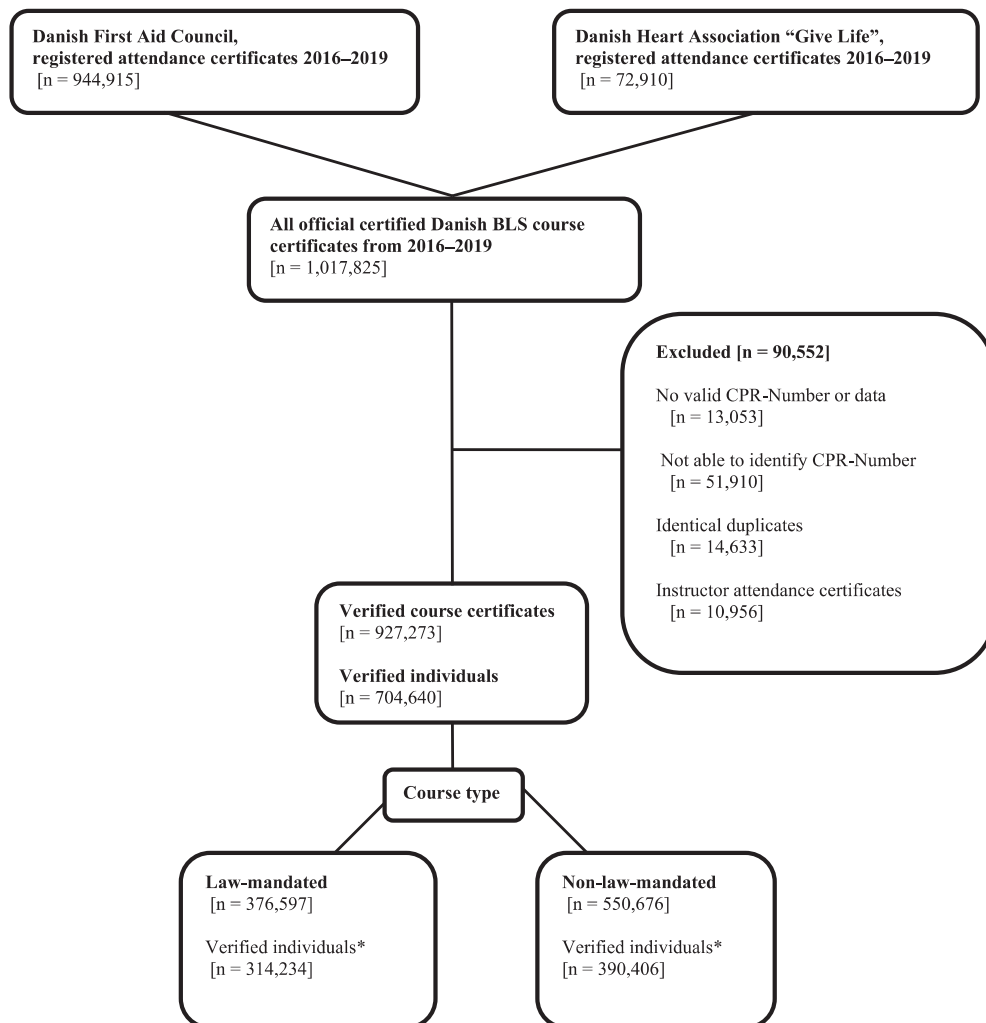 Danish First Aid Council,
registered attendance certificates 2016–2019
[n = 944,915]
Danish Heart Association “Give Life”,
registered attendance certificates 2016–2019
[n = 72,910]
All official certified Danish BLS course
certificates from 2016–2019
[n = 1,017,825]
Excluded [n = 90,552]
No valid CPR-Number or data
[n = 13,053]
Not able to identify CPR-Number
[n = 51,910]
Identical duplicates
[n = 14,633]
Instructor attendance certificates
[n = 10,956]
Verified course certificates
[n = 927,273]
Verified individuals
[n = 704,640]
Course type
Law-mandated
[n = 376,597]
Verified individuals*
[n = 314,234]
Non-law-mandated
[n = 550,676]
Verified individuals*
[n = 390,406]